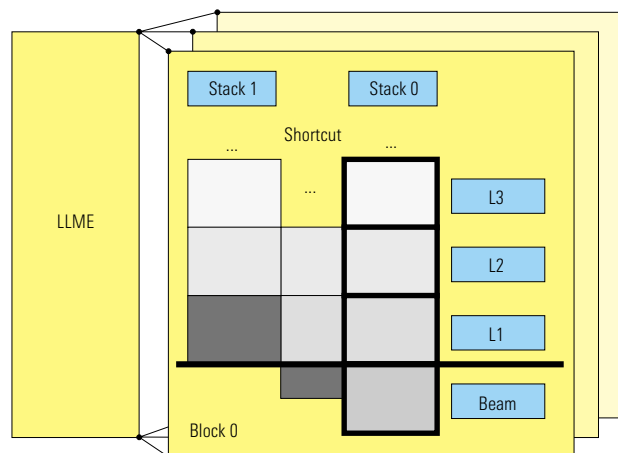 Stack 1
Stack 0
Shortcut
...
...
...
L3
LLME
L2
L1
Beam
Block 0